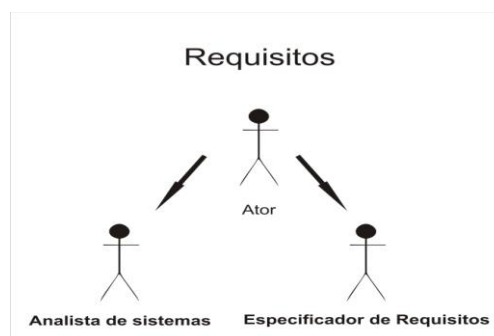 Requisitos
Ator
Analista de sistemas
Especificador de Requisitos